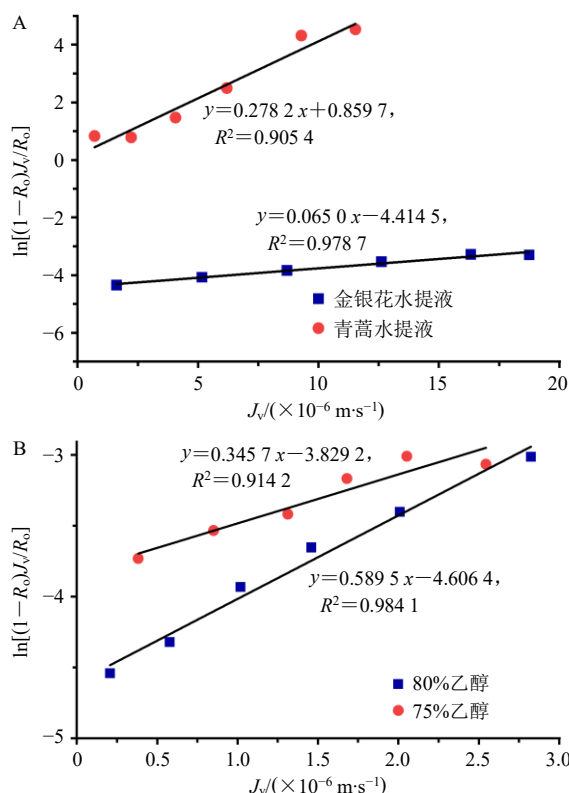 A
ln[(1-Rₒ)Jᵥ/Rₒ]
4
2
0
−2
−4
−6
y=0.278 2 x+0.859 7,
R²=0.905 4
y=0.065 0 x−4.414 5,
R²=0.978 7
金银花水提液
青蒿水提液
0
5
10
15
20
Jᵥ/(×10⁻⁶ m·s⁻¹)
B
ln[(1-Rₒ)Jᵥ/Rₒ]
−3
−4
−5
y=0.345 7 x−3.829 2,
R²=0.914 2
y=0.589 5 x−4.606 4,
R²=0.984 1
80%乙醇
75%乙醇
0
0.5
1.0
1.5
2.0
2.5
3.0
Jᵥ/(×10⁻⁶ m·s⁻¹)